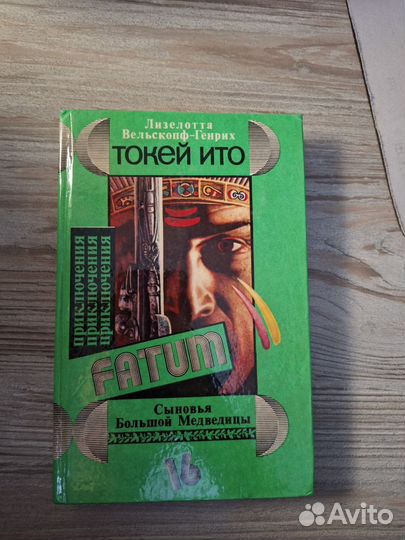 Лизелотта
Вельскопф-Генрих
ТОКЕЙ ИТО
приключения
приключения
приключения
FATUM
Сыновья
Большой Медведицы
16
Avito